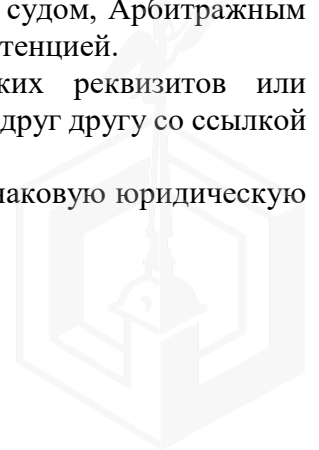 судом, Арбитражным
тенцией.
ких реквизитов или
друг другу со ссылкой
наковую юридическую